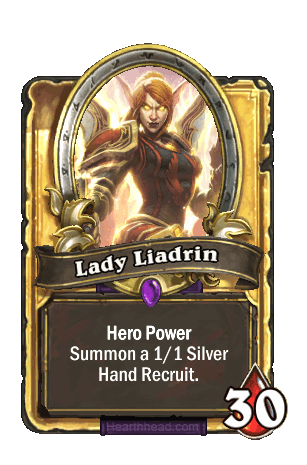 Lady Liadrin
Hero Power
Summon a 1/1 Silver
Hand Recruit.
30
Hearthhead.com